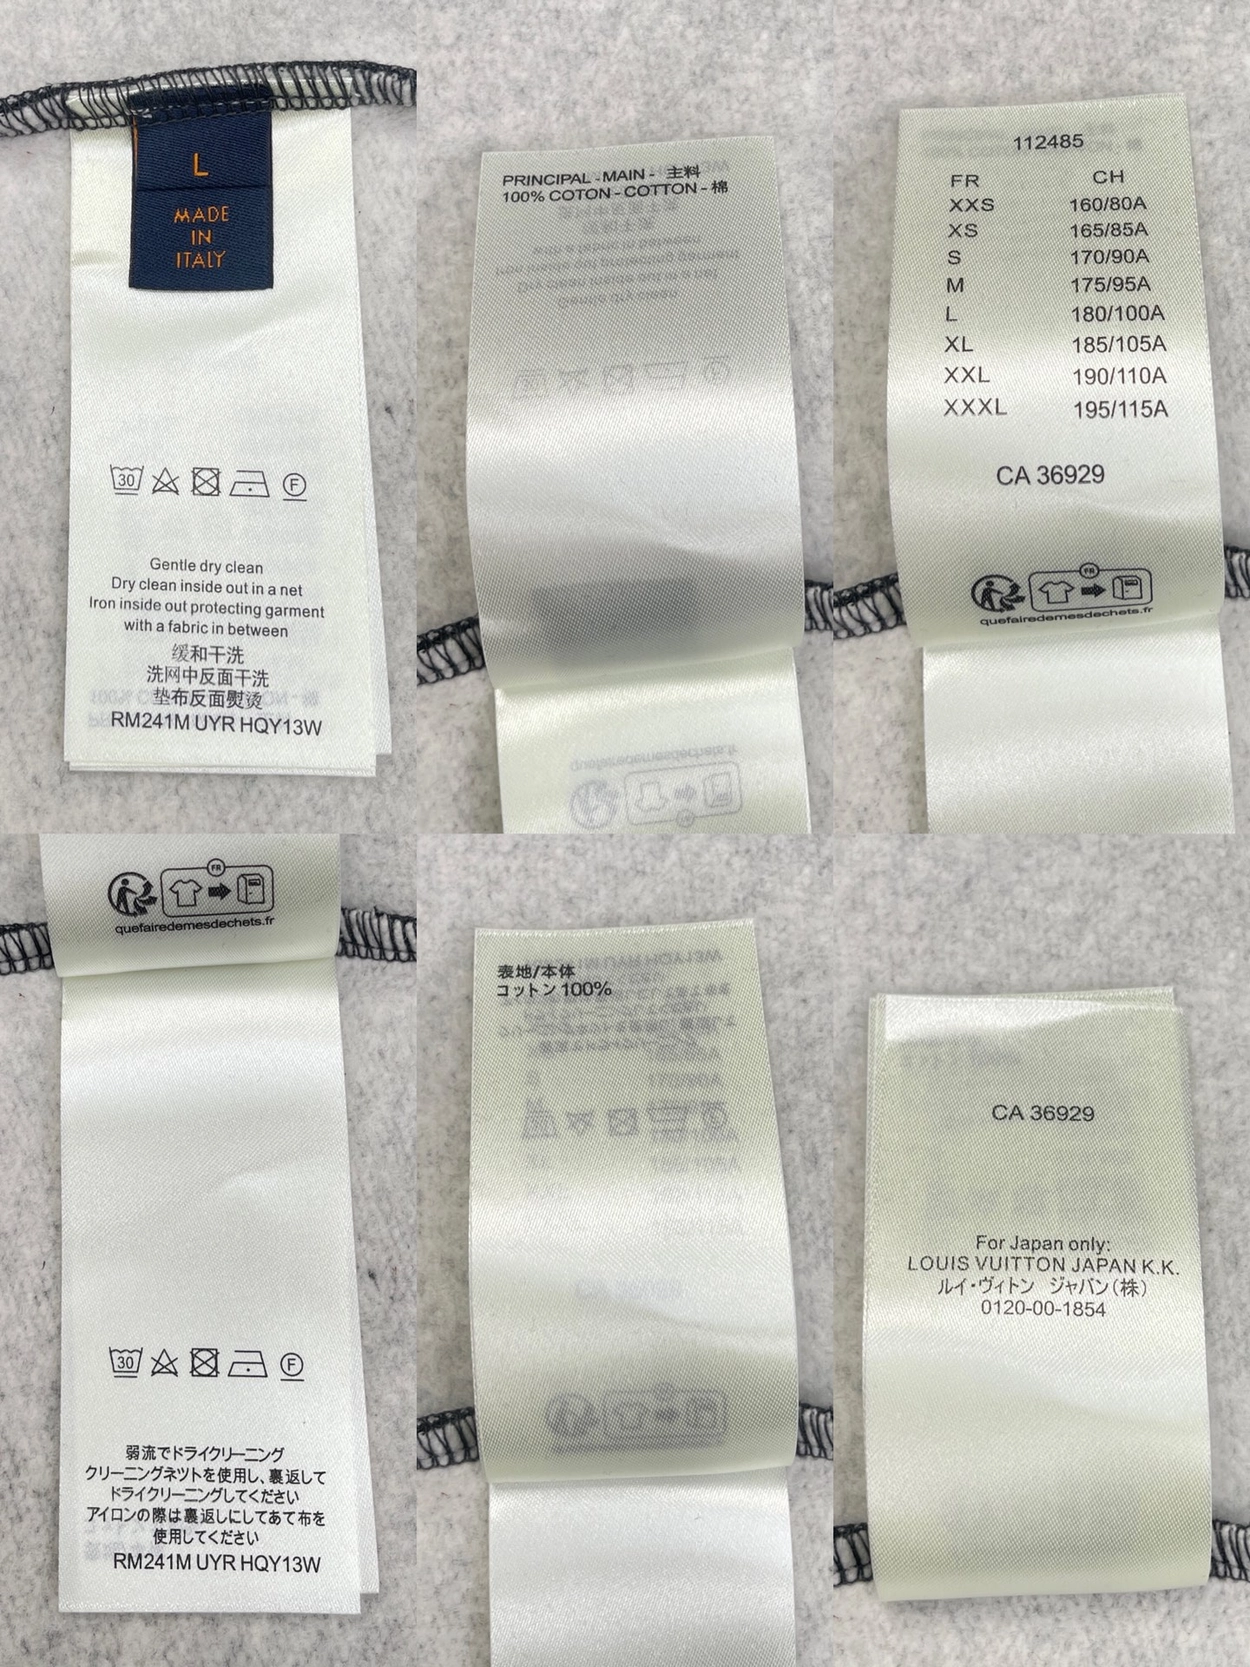 L
MADE
IN
ITALY
30
F
Gentle dry clean
Dry clean inside out in a net
Iron inside out protecting garment
with a fabric in between
缓和干洗
洗网中反面干洗
垫布反面熨烫
RM241M UYR HQY13W
PRINCIPAL - MAIN - 主料
100% COTON - COTTON - 棉
quefairedemesdechets.fr
112485
FR CH
XXS 160/80A
XS 165/85A
S 170/90A
M 175/95A
L 180/100A
XL 185/105A
XXL 190/110A
XXXL 195/115A
CA 36929
FR
quefairedemesdechets.fr
FR
quefairedemesdechets.fr
30
F
弱流でドライクリーニング
クリーニングネツトを使用し、裏返して
ドライクリーニングしてください
アイロンの際は裏返しにしてあて布を
使用してください
RM241M UYR HQY13W
表地/本体
コットン 100%
CA 36929
For Japan only:
LOUIS VUITTON JAPAN K.K.
ルイ・ヴィトン ジャパン(株)
0120-00-1854